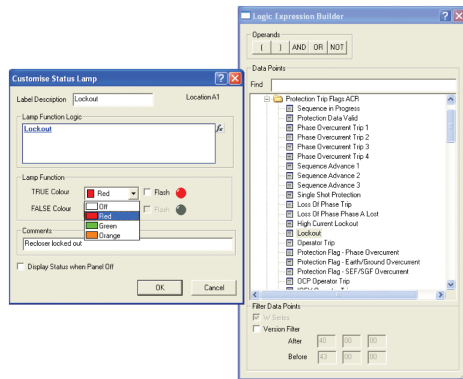 Customise Status Lamp
Label Description Lockout Location A1
Lamp Function Logic
Lockout
fx
Lamp Function
TRUE Colour Red Flash
Off
FALSE Colour Red Flash
Green
Orange
Comments
Recloser locked out
Display Status when Panel Off
OK Cancel
Logic Expression Builder
Operands
( ) AND OR NOT
Data Points
Find
Protection Trip Flags ACR
Sequence in Progress
Protection Data Valid
Phase Overcurrent Trip 1
Phase Overcurrent Trip 2
Phase Overcurrent Trip 3
Phase Overcurrent Trip 4
Sequence Advance 1
Sequence Advance 2
Sequence Advance 3
Single Shot Protection
Loss Of Phase Trip
Loss Of Phase Phase A Lost
High Current Lockout
Lockout
Operator Trip
Protection Flag - Phase Overcurrent
Protection Flag - Earth/Ground Overcurrent
Protection Flag - SEF/SGF Overcurrent
OCP Operator Trip
Filter Data Points
W Series
Version Filter
After 40 00 00
Before 43 00 00